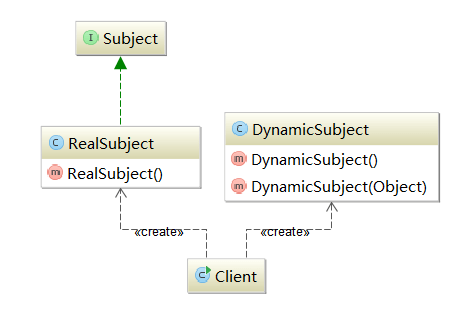 I Subject
C RealSubject
m RealSubject()
C DynamicSubject
m DynamicSubject()
m DynamicSubject(Object)
«create»
«create»
C Client